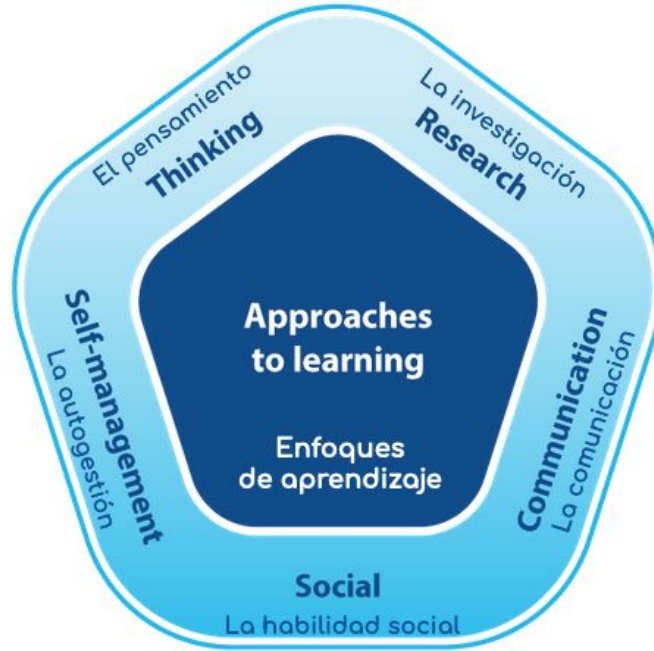 El pensamiento
Thinking
La investigación
Research
Self-management
La autogestión
Approaches
to learning
Enfoques
de aprendizaje
Communication
La comunicación
Social
La habilidad social